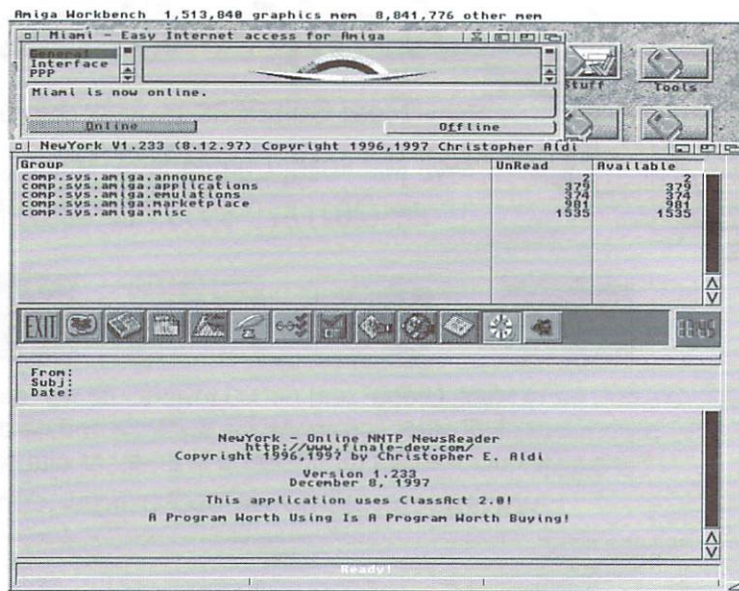 Amiga Workbench 1,513,840 graphics mem 8,841,776 other mem
Miami - Easy Internet access for Amiga
General
Interface
PPP
Miami is now online.
Online
Offline
Stuff
Tools
NewYork V1.233 (8.12.97) Copyright 1996,1997 Christopher Aldi
Group UnRead Available
comp.sys.amiga.announce 2 2
comp.sys.amiga.applications 379 379
comp.sys.amiga.emulations 374 374
comp.sys.amiga.marketplace 981 981
comp.sys.amiga.misc 1535 1535
EXIT
From:
Subj:
Date:
NewYork - Online NNTP NewsReader
http://www.finale-dev.com/
Copyright 1996,1997 by Christopher E. Aldi
Version 1.233
December 8, 1997
This application uses ClassAct 2.0!
A Program Worth Using Is A Program Worth Buying!
Ready!